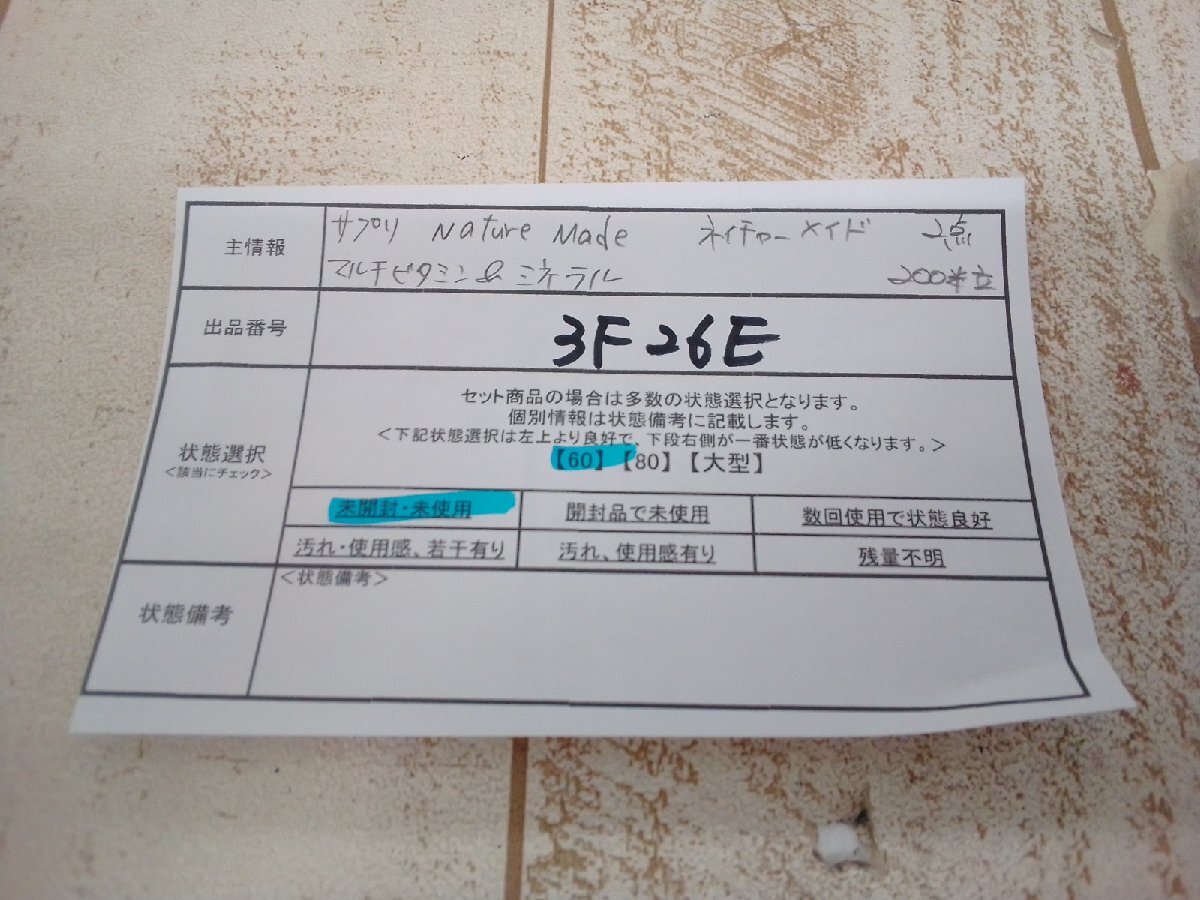 主情報
サプリ Nature Made ネイチャーメイド 2点
マルチビタミン&ミネラル 200粒
出品番号
3F26E
状態選択
<該当にチェック>
セット商品の場合は多数の状態選択となります。
個別情報は状態備考に記載します。
<下記状態選択は左上より良好で、下段右側が一番状態が低くなります。>
【60】【80】【大型】
未開封・未使用 開封品で未使用 数回使用で状態良好
汚れ・使用感、若干有り 汚れ、使用感有り 残量不明
状態備考
<状態備考>